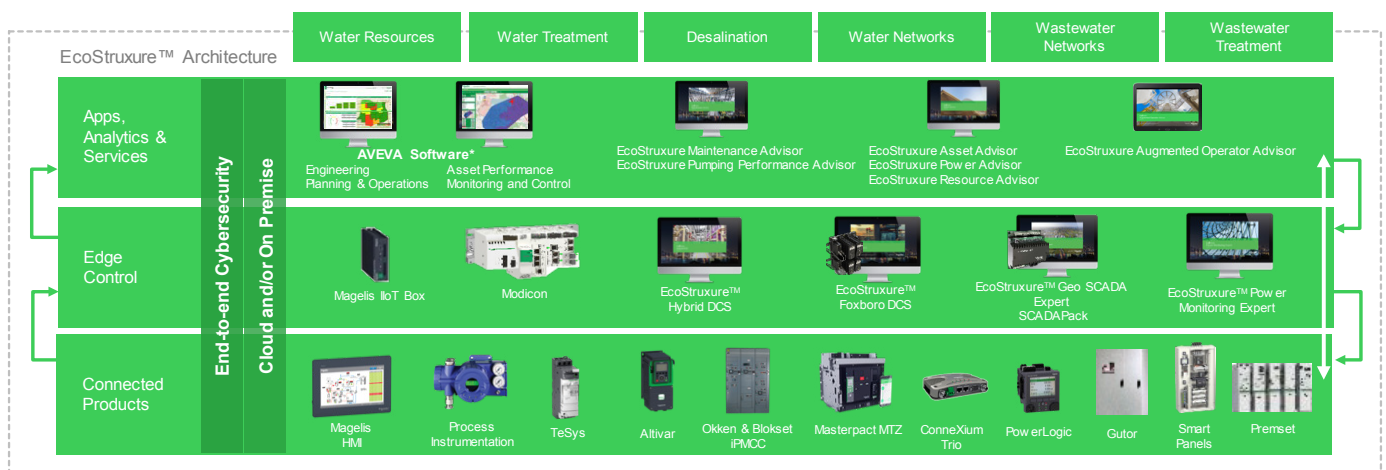 Water Resources
Water Treatment
Desalination
Water Networks
Wastewater
Networks
Wastewater
Treatment
EcoStruxure™ Architecture
Apps,
Analytics &
Services
End-to-end Cybersecurity
Cloud and/or On Premise
AVEVA Software*
Engineering
Planning & Operations
Asset Performance
Monitoring and Control
EcoStruxure Maintenance Advisor
EcoStruxure Pumping Performance Advisor
EcoStruxure Asset Advisor
EcoStruxure Power Advisor
EcoStruxure Resource Advisor
EcoStruxure Augmented Operator Advisor
Edge
Control
Magelis IIoT Box
Modicon
EcoStruxure™
Hybrid DCS
EcoStruxure™
Foxboro DCS
EcoStruxure™ Geo SCADA
Expert
SCADAPack
EcoStruxure™ Power
Monitoring Expert
Connected
Products
Magelis
HMI
Process
Instrumentation
TeSys
Altivar
Okken & Blokset
iPMCC
Masterpact MTZ
ConneXium
Trio
PowerLogic
Gutor
Smart
Panels
Premset